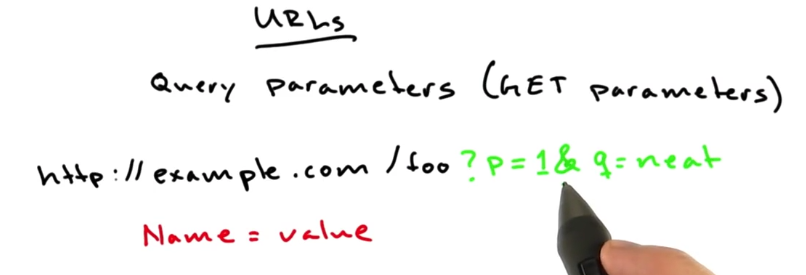 URLs
Query parameters (GET parameters)
http://example.com/foo?p=1&q=neat
Name = value